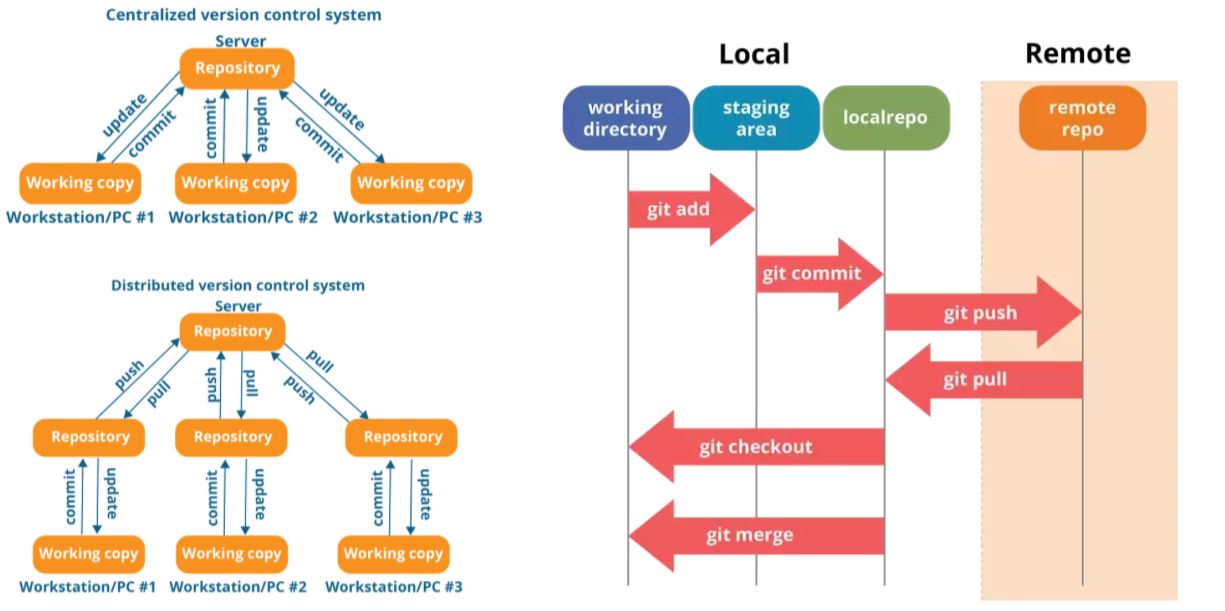 Centralized version control system
Server
Repository
update
commit
commit
update
update
commit
Working copy
Working copy
Working copy
Workstation/PC #1
Workstation/PC #2
Workstation/PC #3
Distributed version control system
Server
Repository
push
pull
push
pull
pull
push
Repository
Repository
Repository
commit
update
commit
update
commit
update
Working copy
Working copy
Working copy
Workstation/PC #1
Workstation/PC #2
Workstation/PC #3
Local
Remote
working
directory
staging
area
localrepo
remote
repo
git add
git commit
git push
git pull
git checkout
git merge